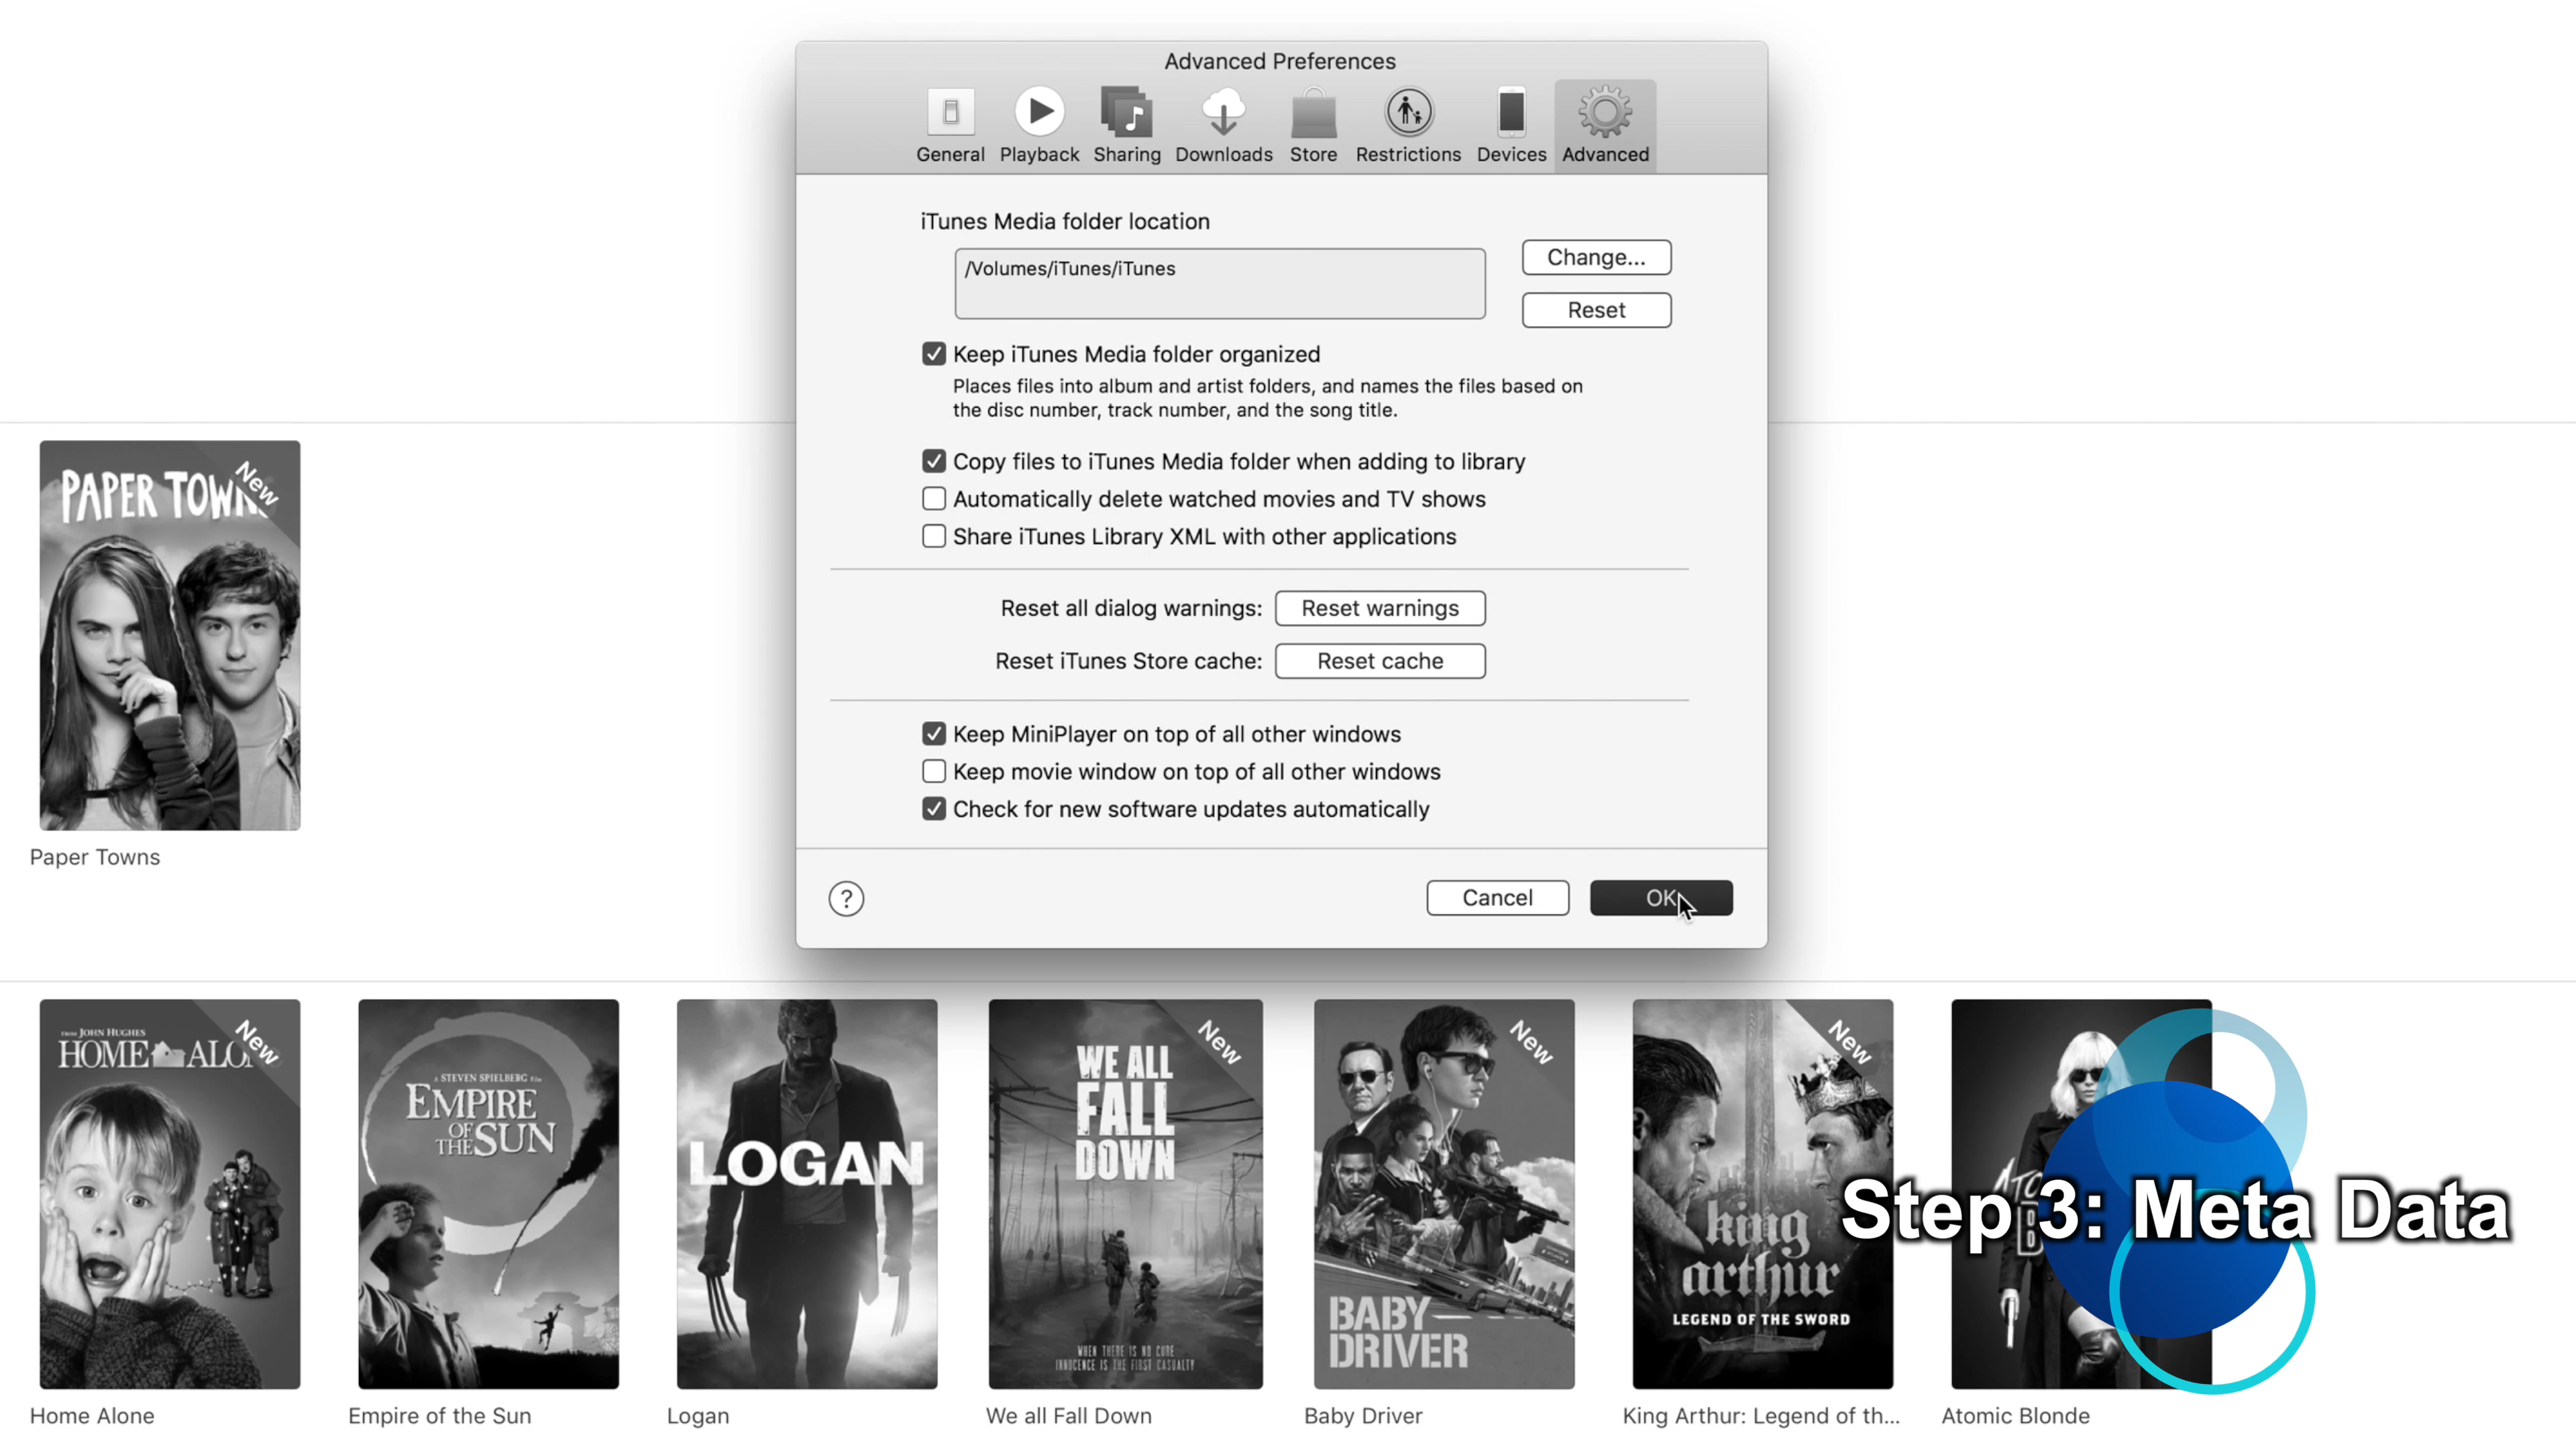 Advanced Preferences
General Playback Sharing Downloads Store Restrictions Devices Advanced
iTunes Media folder location
/Volumes/iTunes/iTunes
Change...
Reset
Keep iTunes Media folder organized
Places files into album and artist folders, and names the files based on
the disc number, track number, and the song title.
Copy files to iTunes Media folder when adding to library
Automatically delete watched movies and TV shows
Share iTunes Library XML with other applications
Reset all dialog warnings: Reset warnings
Reset iTunes Store cache: Reset cache
Keep MiniPlayer on top of all other windows
Keep movie window on top of all other windows
Check for new software updates automatically
? Cancel OK
New
PAPER TOWN
Paper Towns
New
FROM JOHN HUGHES
HOME ALO
Home Alone
A STEVEN SPIELBERG Film
EMPIRE
OF
THE SUN
Empire of the Sun
LOGAN
Logan
New
WE ALL
FALL
DOWN
WHEN THERE IS NO CURE
INNOCENCE IS THE FIRST CASUALTY
We all Fall Down
New
BABY
DRIVER
Baby Driver
New
king
arthur
LEGEND OF THE SWORD
King Arthur: Legend of th...
Atomic Blonde
Step 3: Meta Data